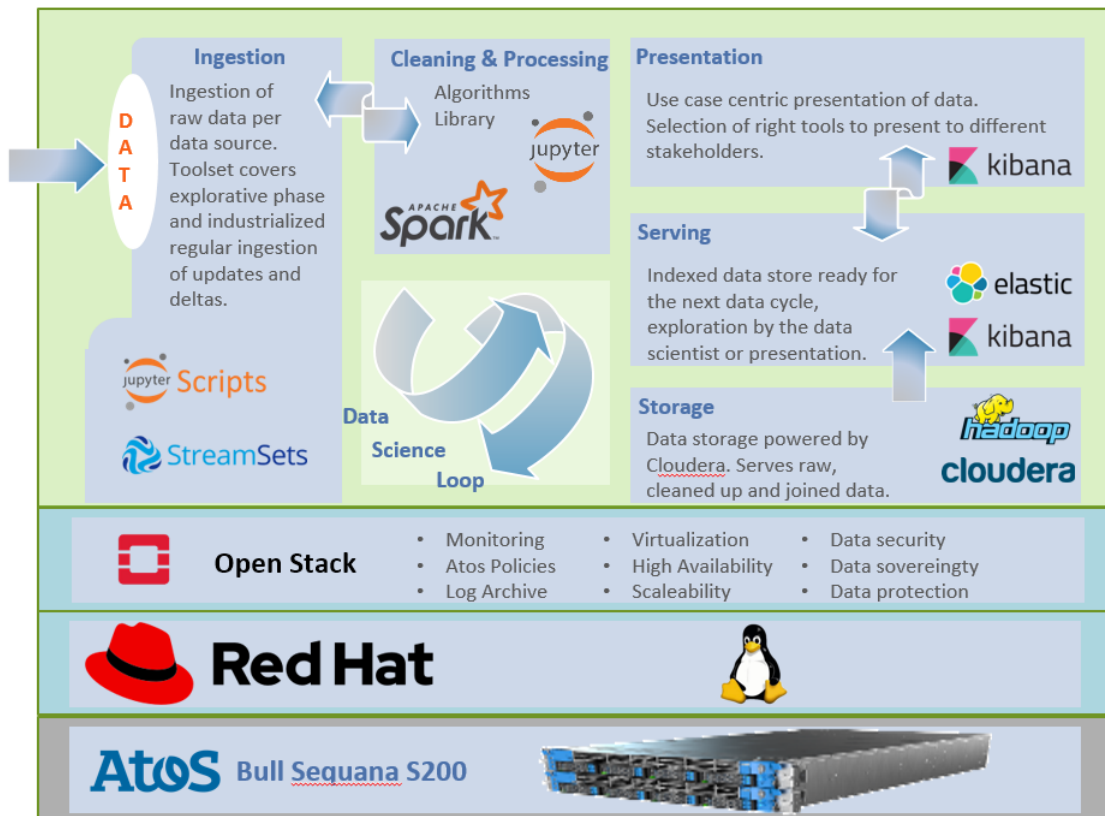 Ingestion
Ingestion of
raw data per
data source.
Toolset covers
explorative phase
and industrialized
regular ingestion
of updates and
deltas.
D
A
T
A
jupyter Scripts
StreamSets
Cleaning & Processing
Algorithms
Library
jupyter
APACHE
Spark™
Data
Science
Loop
Presentation
Use case centric presentation of data.
Selection of right tools to present to different
stakeholders.
kibana
Serving
Indexed data store ready for
the next data cycle,
exploration by the data
scientist or presentation.
elastic
kibana
Storage
Data storage powered by
Cloudera. Serves raw,
cleaned up and joined data.
hadoop
cloudera
Open Stack
• Monitoring
• Atos Policies
• Log Archive
• Virtualization
• High Availability
• Scaleability
• Data security
• Data sovereingty
• Data protection
Red Hat
Atos Bull Sequana S200